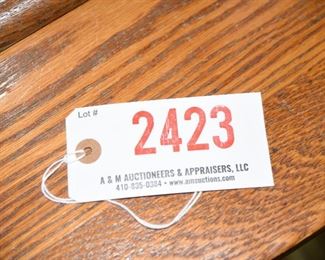 Lot #
2423
A & M AUCTIONEERS & APPRAISERS, LLC
410-835-0384 • www.amauctions.com